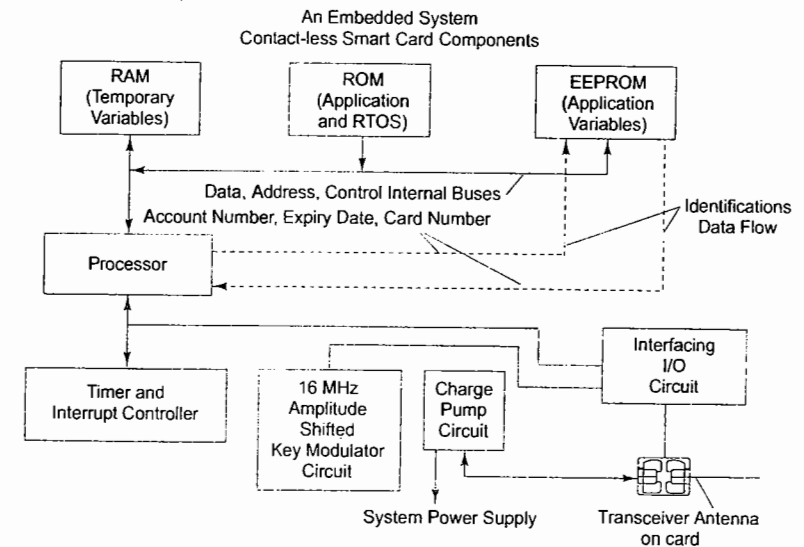 An Embedded System
Contact-less Smart Card Components
RAM
(Temporary
Variables)
ROM
(Application
and RTOS)
EEPROM
(Application
Variables)
Data, Address, Control Internal Buses
Account Number, Expiry Date, Card Number
Identifications
Data Flow
Processor
Timer and
Interrupt Controller
16 MHz
Amplitude
Shifted
Key Modulator
Circuit
Charge
Pump
Circuit
Interfacing
I/O
Circuit
System Power Supply
Transceiver Antenna
on card